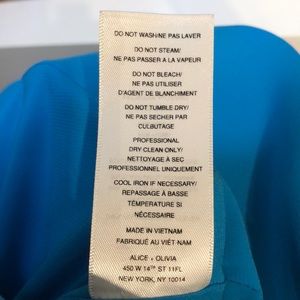 DO NOT WASH/NE PAS LAVER
DO NOT STEAM/
NE PAS PASSER A LA VAPEUR
DO NOT BLEACH/
NE PAS UTILISER
D'AGENT DE BLANCHIMENT
DO NOT TUMBLE DRY/
NE PAS SECHER PAR
CULBUTAGE
PROFESSIONAL
DRY CLEAN ONLY/
NETTOYAGE À SEC
PROFESSIONNEL UNIQUEMENT
COOL IRON IF NECESSARY/
REPASSAGE À BASSE
TEMPÉRATURE SI
NÉCESSAIRE
MADE IN VIETNAM
FABRIQUÉ AU VIÊT-NAM
ALICE + OLIVIA
450 W 14TH ST 11FL
NEW YORK, NY 10014